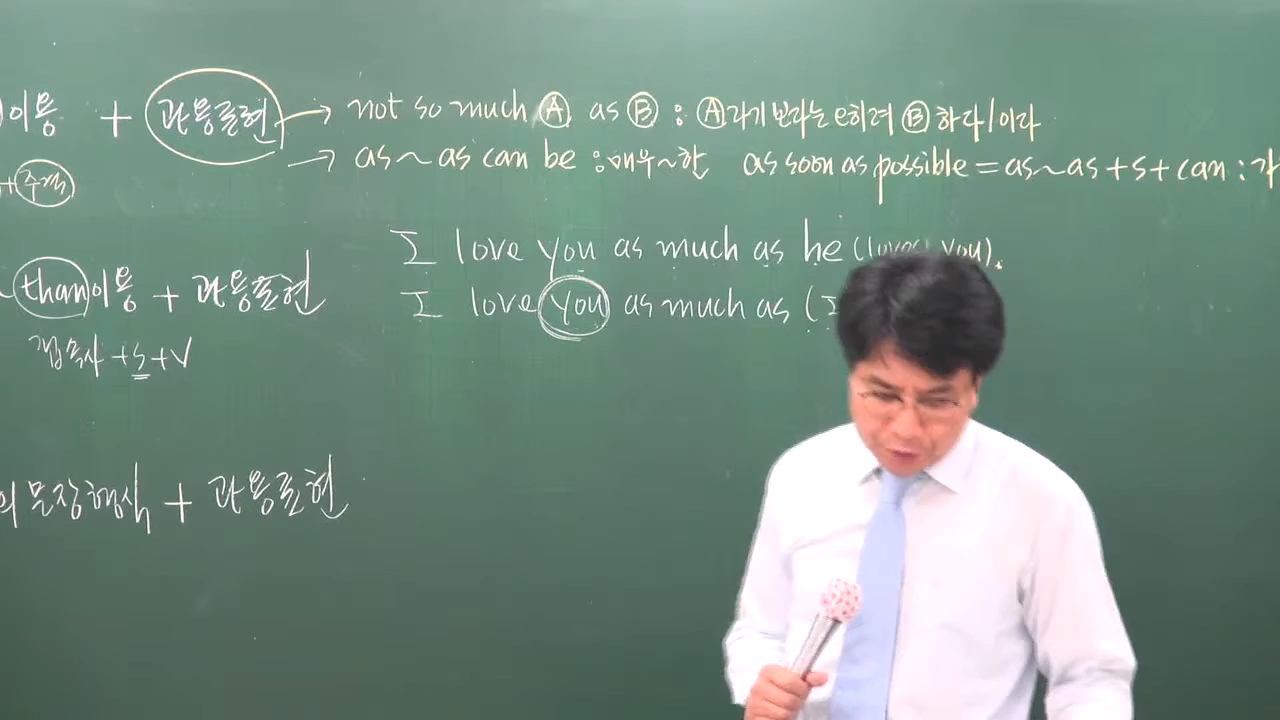 이용 + 관용표현 → not so much Ⓐ as Ⓑ : Ⓐ라기 보다는 오히려 Ⓑ하다/이다
+주격 → as ~ as can be : 매우 ~한 as soon as possible = as ~ as + s + can : 가
I love you as much as he (loves you).
than이용 + 관용표현 I love you as much as (I
접속사 + S + V
의 문장형식 + 관용표현